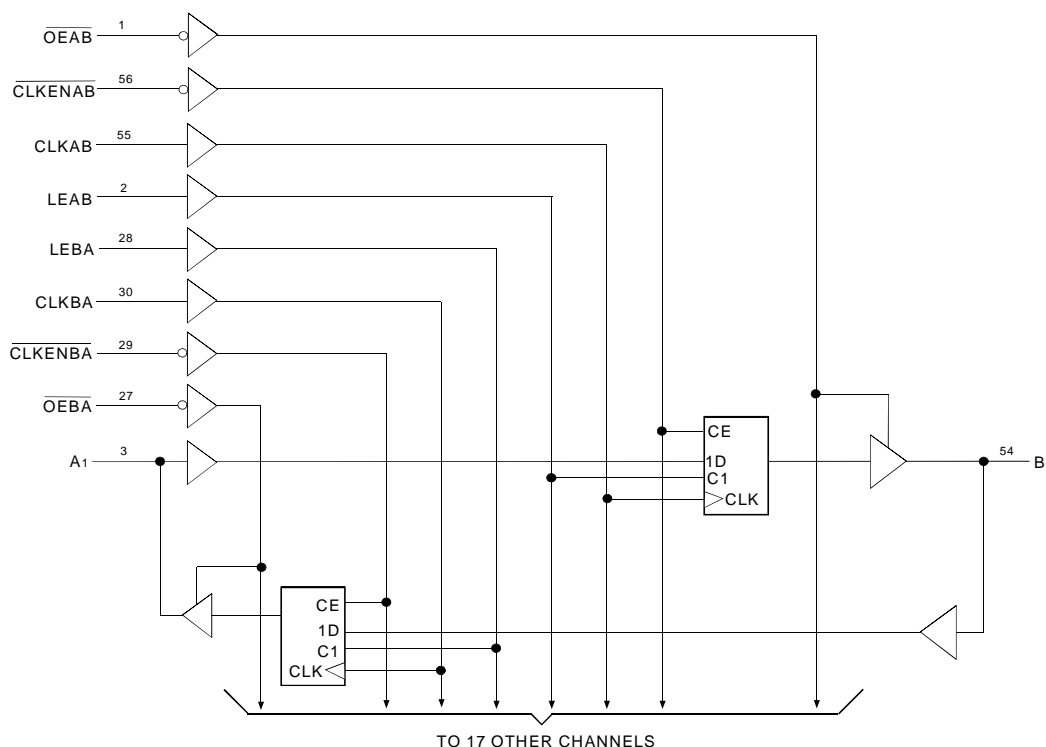 OEAB 1
CLKENAB 56
CLKAB 55
LEAB 2
LEBA 28
CLKBA 30
CLKENBA 29
OEBA 27
A1 3
CE
1D
C1
CLK
54 B
CE
1D
C1
CLK
TO 17 OTHER CHANNELS